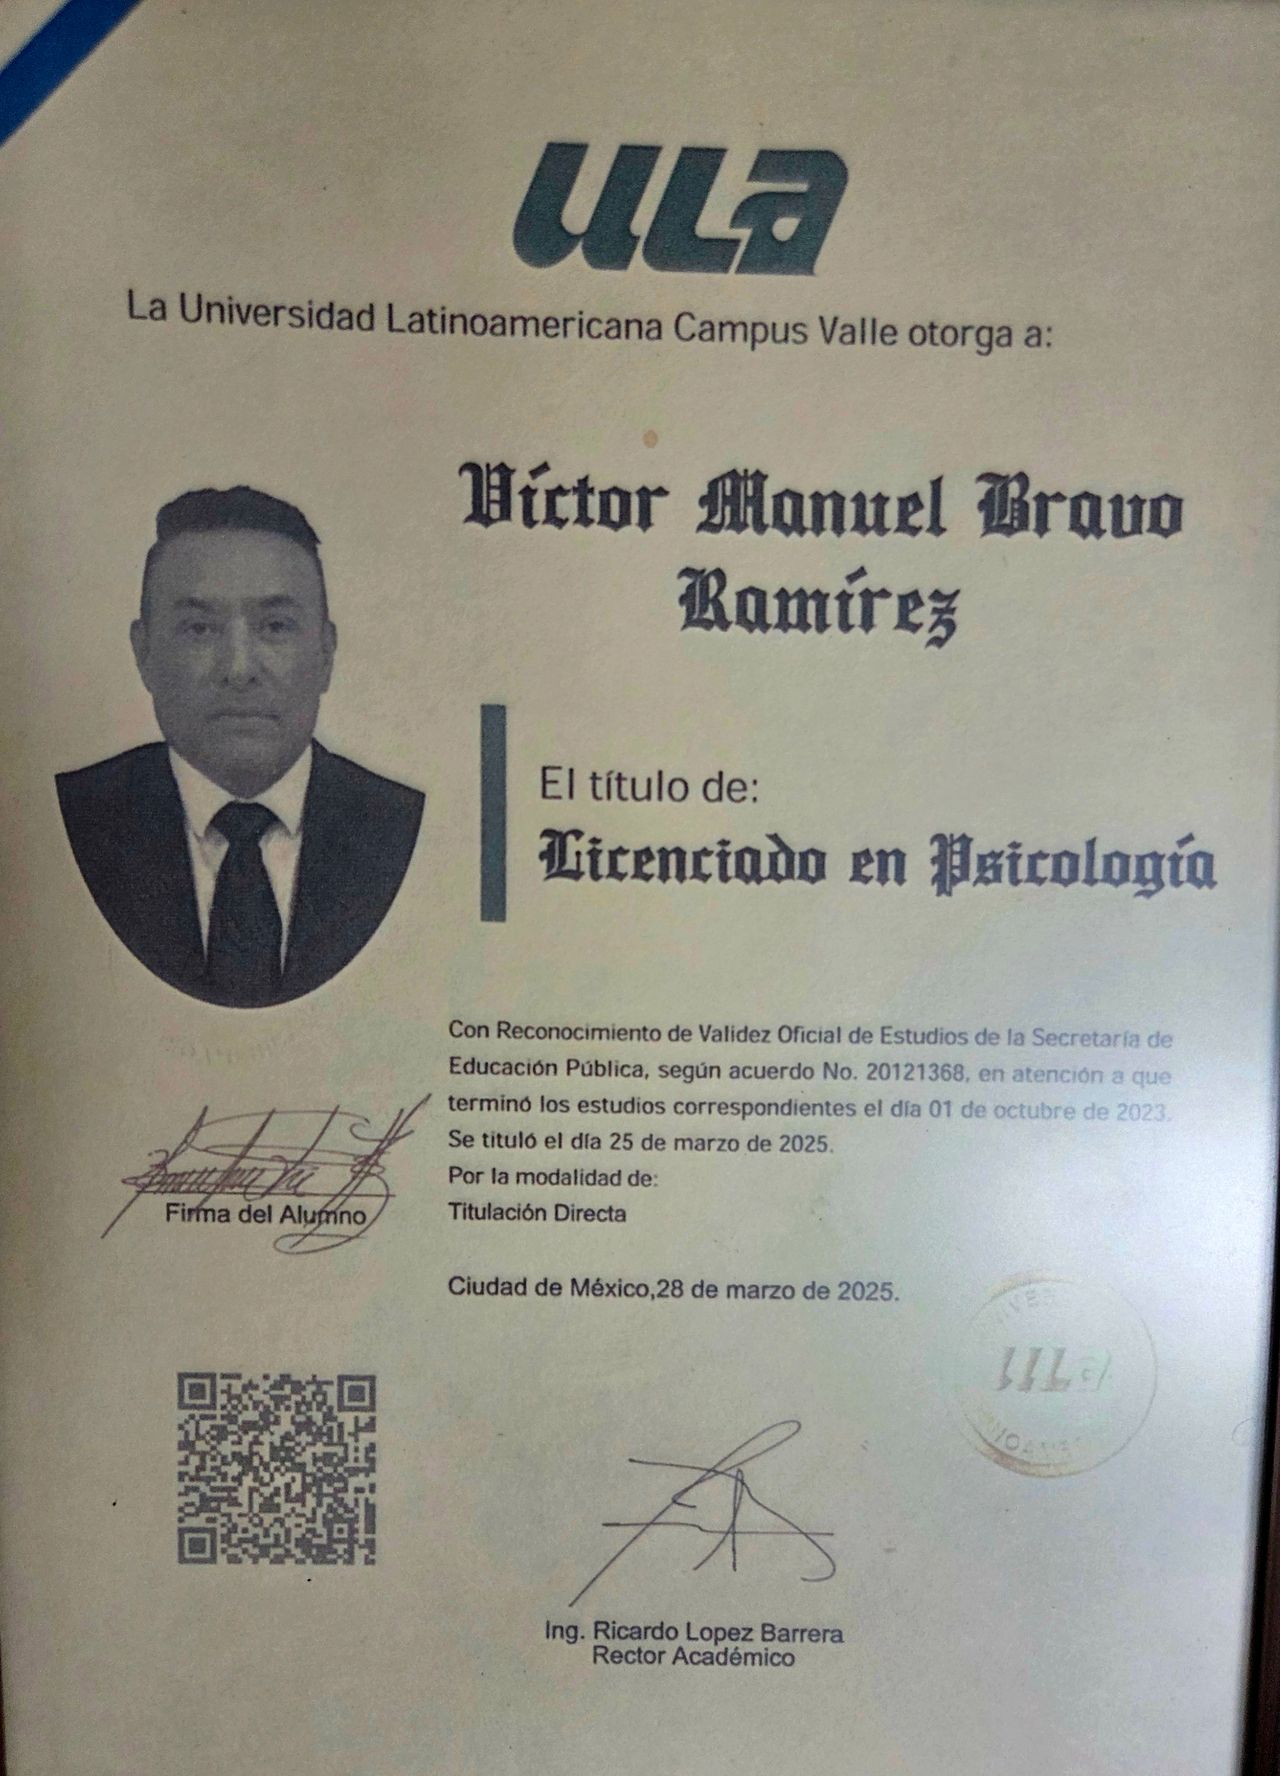 ULA
La Universidad Latinoamericana Campus Valle otorga a:
Víctor Manuel Bravo
Ramírez
El título de:
Licenciado en Psicología
Con Reconocimiento de Validez Oficial de Estudios de la Secretaría de
Educación Pública, según acuerdo No. 20121368, en atención a que
terminó los estudios correspondientes el día 01 de octubre de 2023.
Se tituló el día 25 de marzo de 2025.
Por la modalidad de:
Titulación Directa
Firma del Alumno
Ciudad de México,28 de marzo de 2025.
Ing. Ricardo Lopez Barrera
Rector Académico